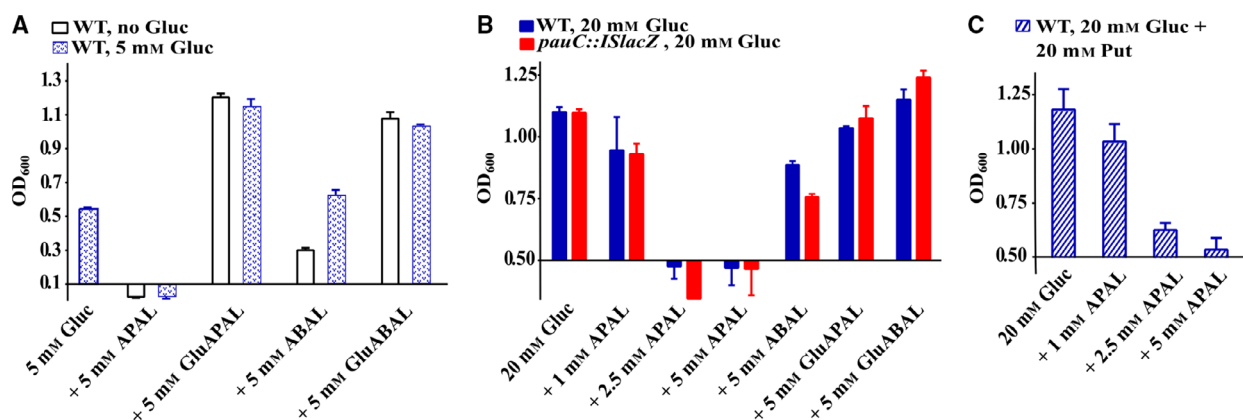 A
WT, no Gluc
WT, 5 mM Gluc
OD600
1.3
1.1
0.9
0.7
0.5
0.3
0.1
5 mM Gluc
+ 5 mM APAL
+ 5 mM GluAPAL
+ 5 mM ABAL
+ 5 mM GluABAL
B
WT, 20 mM Gluc
pauC::ISlacZ , 20 mM Gluc
OD600
1.25
1.00
0.75
0.50
20 mM Gluc
+ 1 mM APAL
+ 2.5 mM APAL
+ 5 mM APAL
+ 5 mM ABAL
+ 5 mM GluAPAL
+ 5 mM GluABAL
C
WT, 20 mM Gluc +
20 mM Put
OD600
1.25
1.00
0.75
0.50
20 mM Gluc
+ 1 mM APAL
+ 2.5 mM APAL
+ 5 mM APAL